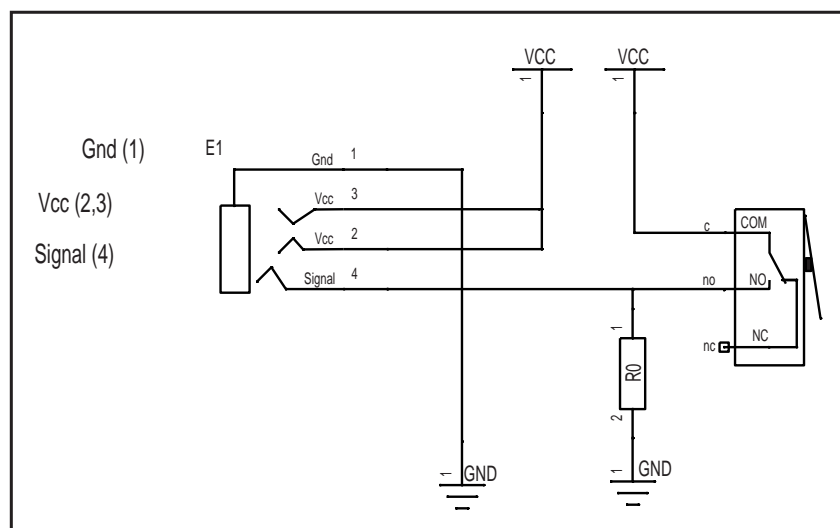 VCC VCC
1 1
Gnd (1) E1 Gnd 1
Vcc (2,3) Vcc 3
c COM
Vcc 2
Signal (4)
Signal 4 no NO
1
nc NC
R0
2
1 GND 1 GND